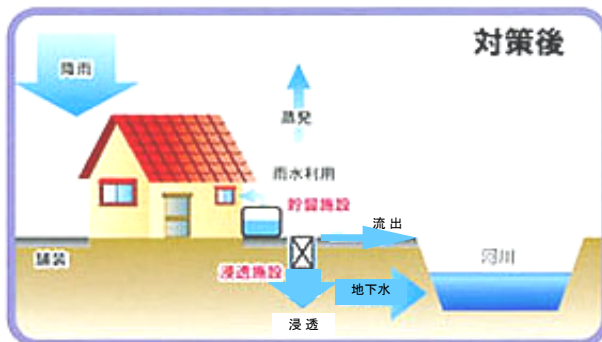 対策後
降雨
蒸発
雨水利用
貯留施設
流出
舗装
浸透施設
河川
地下水
浸透